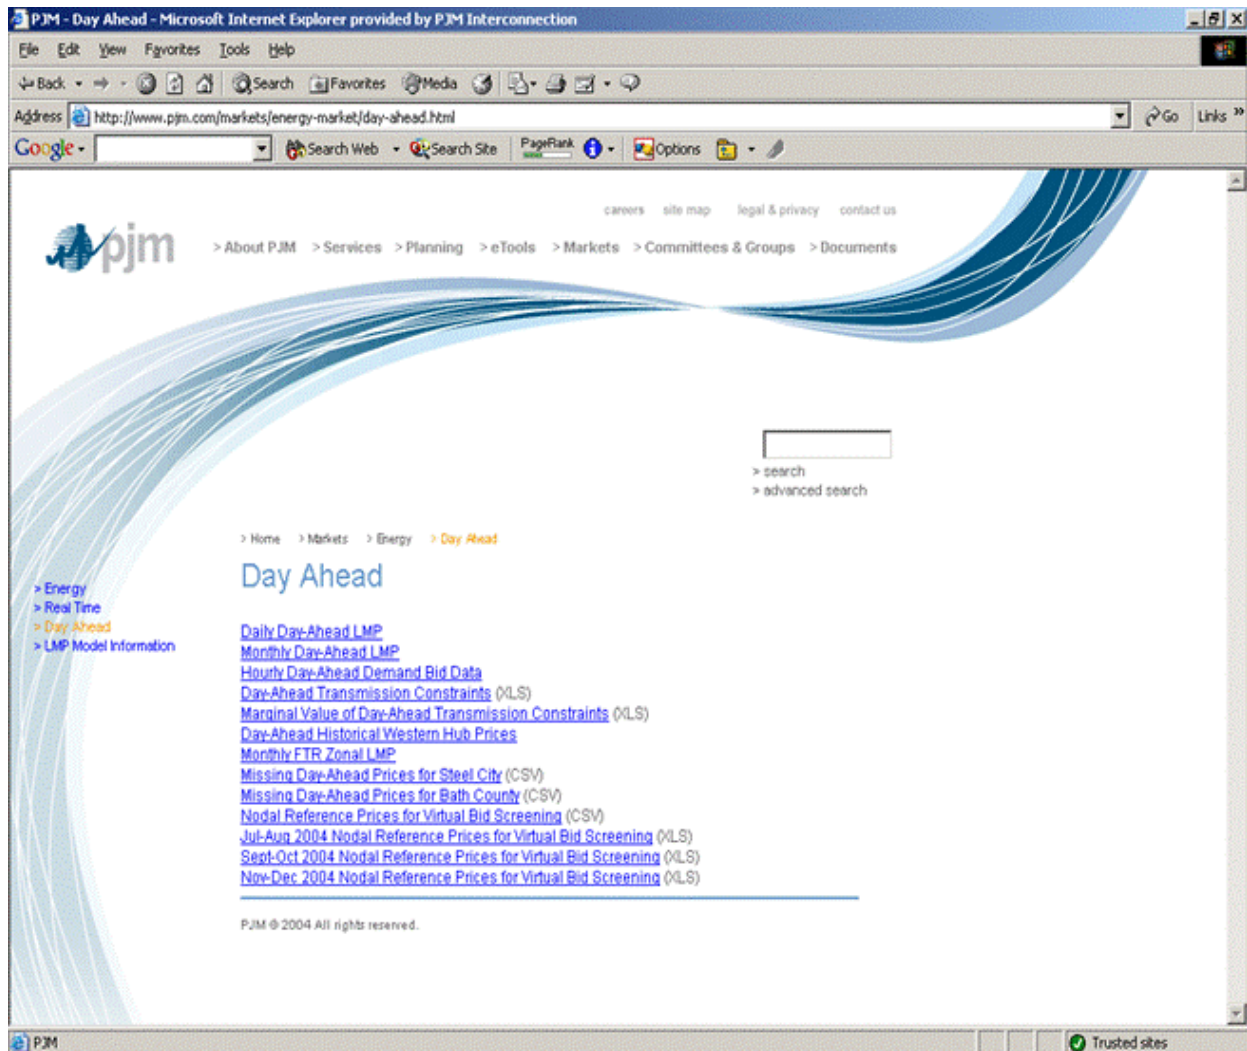 PJM - Day Ahead - Microsoft Internet Explorer provided by PJM Interconnection
File Edit View Favorites Tools Help
Back Search Favorites Media
Address http://www.pjm.com/markets/energy-market/day-ahead.html Go Links »
Google Search Web Search Site PageRank Options
careers site map legal & privacy contact us
pjm > About PJM > Services > Planning > eTools > Markets > Committees & Groups > Documents
> search
> advanced search
> Home > Markets > Energy > Day Ahead
Day Ahead
> Energy
> Real Time
> Day Ahead
> LMP Model Information
Daily Day-Ahead LMP
Monthly Day-Ahead LMP
Hourly Day-Ahead Demand Bid Data
Day-Ahead Transmission Constraints (XLS)
Marginal Value of Day-Ahead Transmission Constraints (XLS)
Day-Ahead Historical Western Hub Prices
Monthly FTR Zonal LMP
Missing Day-Ahead Prices for Steel City (CSV)
Missing Day-Ahead Prices for Bath County (CSV)
Nodal Reference Prices for Virtual Bid Screening (CSV)
Jul-Aug 2004 Nodal Reference Prices for Virtual Bid Screening (XLS)
Sept-Oct 2004 Nodal Reference Prices for Virtual Bid Screening (XLS)
Nov-Dec 2004 Nodal Reference Prices for Virtual Bid Screening (XLS)
PJM © 2004 All rights reserved.
PJM Trusted sites